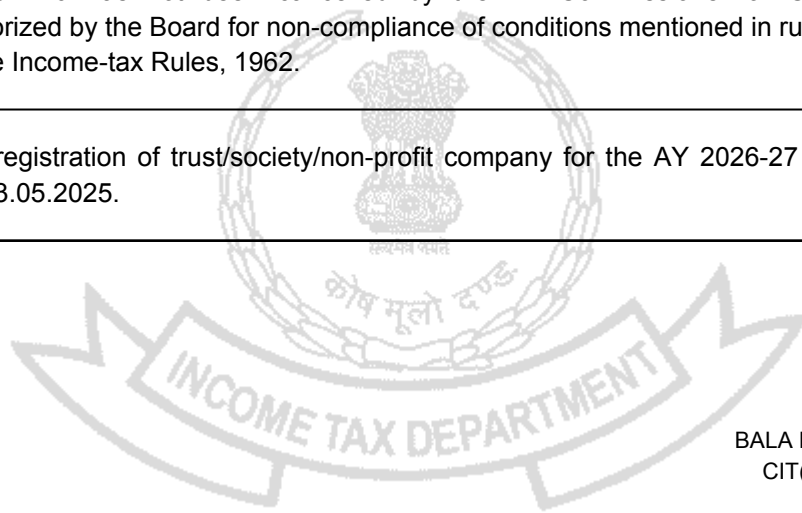 orized by the Board for non-compliance of conditions mentioned in ru
e Income-tax Rules, 1962.
registration of trust/society/non-profit company for the AY 2026-27
3.05.2025.
सत्यमेव जयते
कोष मूलो दण्डः
INCOME TAX DEPARTMENT
BALA
CIT(